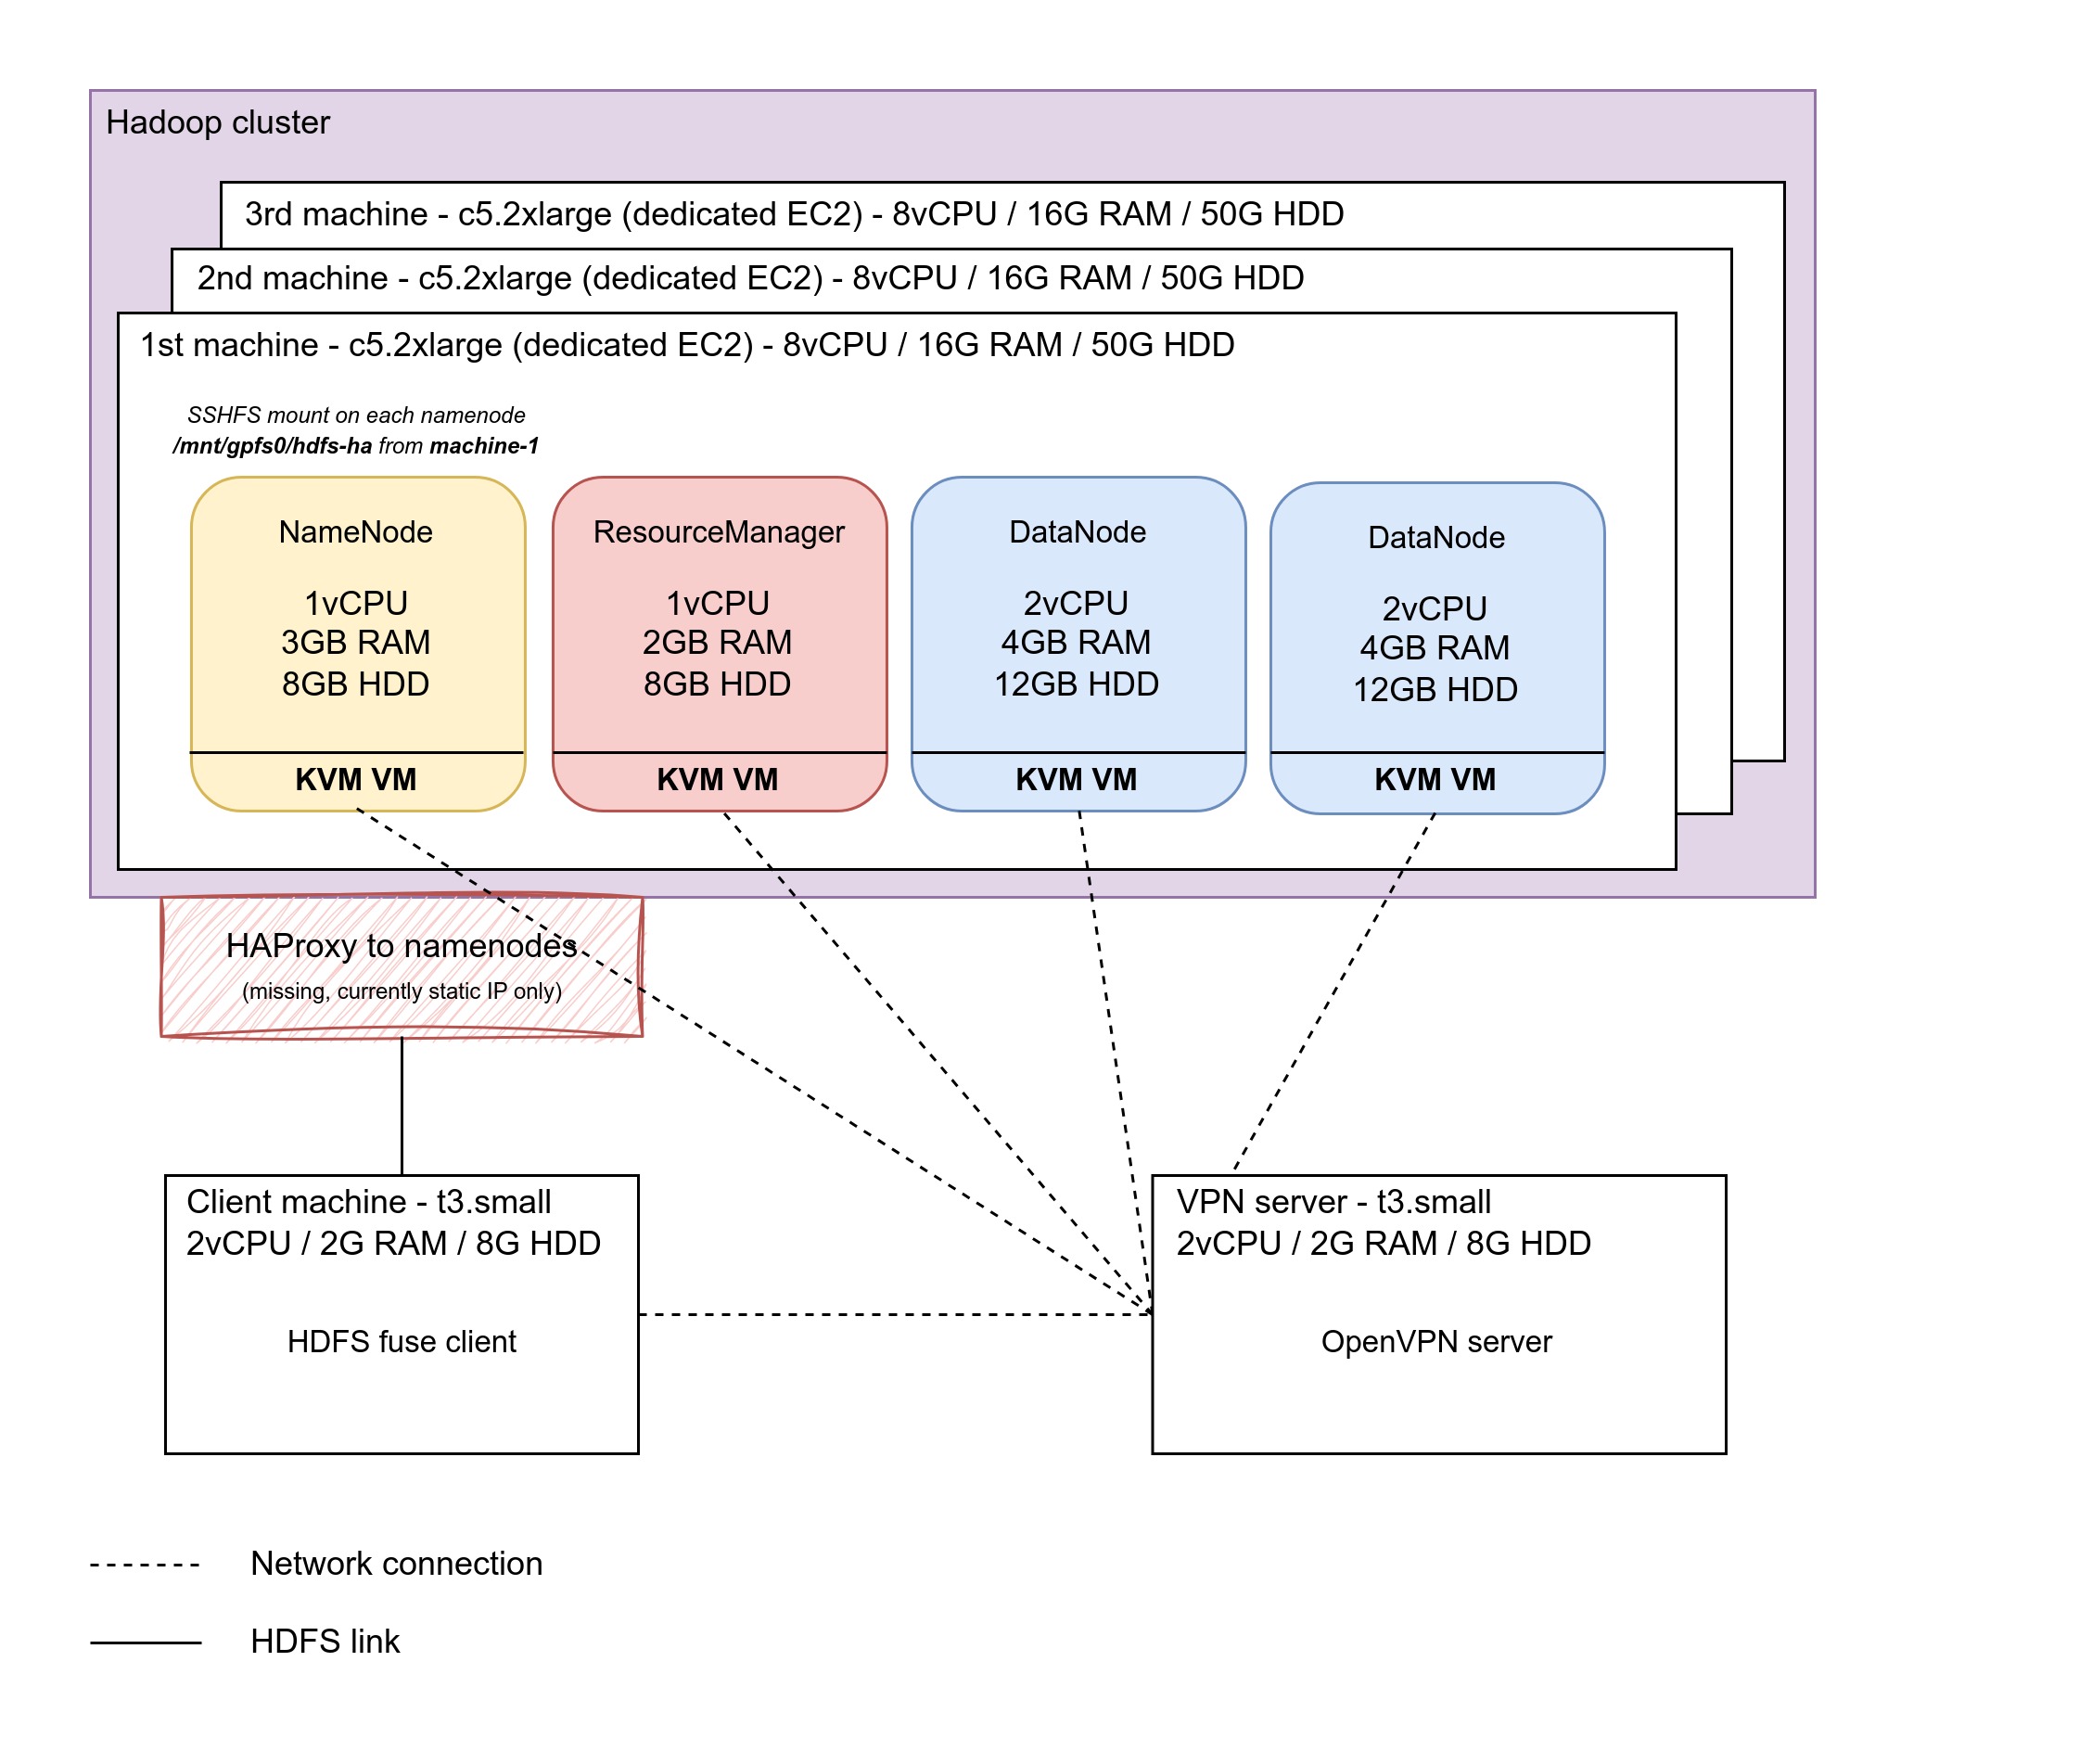 Hadoop cluster
3rd machine - c5.2xlarge (dedicated EC2) - 8vCPU / 16G RAM / 50G HDD
2nd machine - c5.2xlarge (dedicated EC2) - 8vCPU / 16G RAM / 50G HDD
1st machine - c5.2xlarge (dedicated EC2) - 8vCPU / 16G RAM / 50G HDD
SSHFS mount on each namenode
/mnt/gpfs0/hdfs-ha from machine-1
NameNode
1vCPU
3GB RAM
8GB HDD
KVM VM
ResourceManager
1vCPU
2GB RAM
8GB HDD
KVM VM
DataNode
2vCPU
4GB RAM
12GB HDD
KVM VM
DataNode
2vCPU
4GB RAM
12GB HDD
KVM VM
HAProxy to namenodes
(missing, currently static IP only)
Client machine - t3.small
2vCPU / 2G RAM / 8G HDD
HDFS fuse client
VPN server - t3.small
2vCPU / 2G RAM / 8G HDD
OpenVPN server
Network connection
HDFS link